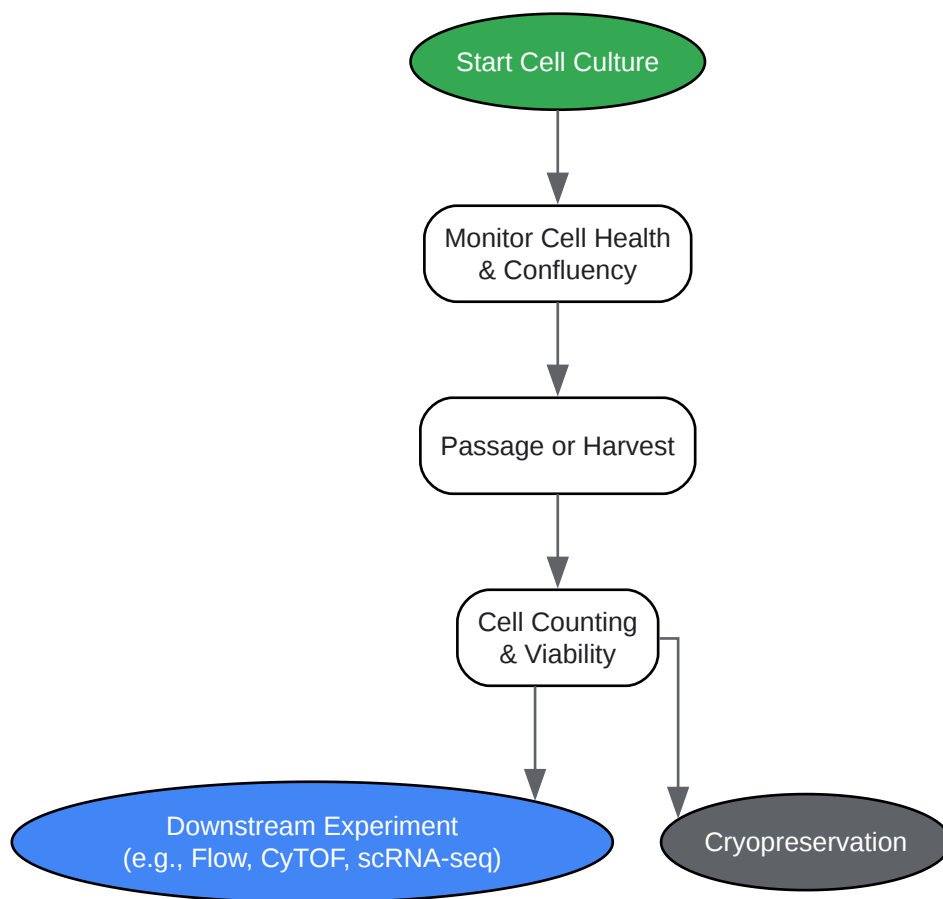 Start Cell Culture
Monitor Cell Health
& Confluency
Passage or Harvest
Cell Counting
& Viability
Downstream Experiment
(e.g., Flow, CyTOF, scRNA-seq)
Cryopreservation